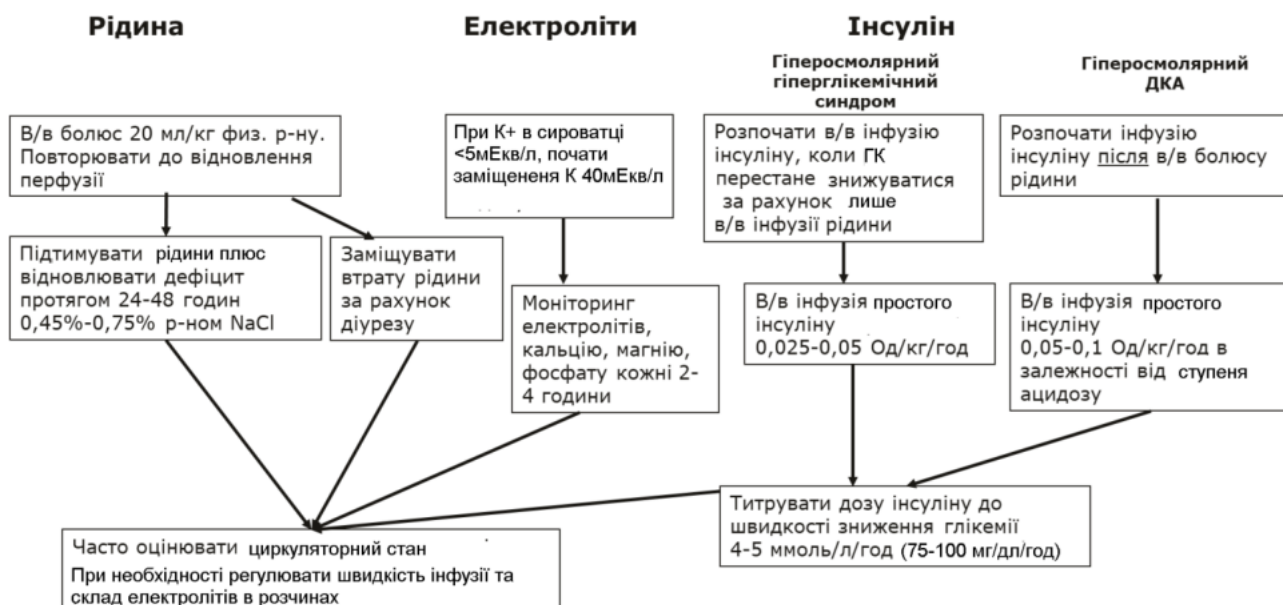 Рідина
Електроліти
Інсулін
Гіперосмолярний
гіперглікемічний
синдром
Гіперосмолярний
ДКА
В/в болюс 20 мл/кг физ. р-ну.
Повторювати до відновлення
перфузії
При K+ в сироватці
<5мЕкв/л, почати
заміщененя К 40мЕкв/л
Розпочати в/в інфузію
інсуліну, коли ГК
перестане знижуватися
за рахунок лише
в/в інфузії рідини
Розпочати інфузію
інсуліну після в/в болюсу
рідини
Підтимувати рідини плюс
відновлювати дефіцит
протягом 24-48 годин
0,45%-0,75% р-ном NaCl
Заміщувати
втрату рідини
за рахунок
діурезу
Моніторинг
електролітів,
кальцію, магнію,
фосфату кожні 2-
4 години
В/в інфузія простого
інсуліну
0,025-0,05 Од/кг/год
В/в інфузія простого
інсуліну
0,05-0,1 Од/кг/год в
залежності від ступеня
ацидозу
Титрувати дозу інсуліну до
швидкості зниження глікемії
4-5 ммоль/л/год (75-100 мг/дл/год)
Часто оцінювати циркуляторний стан
При необхідності регулювати швидкість інфузії та
склад електролітів в розчинах